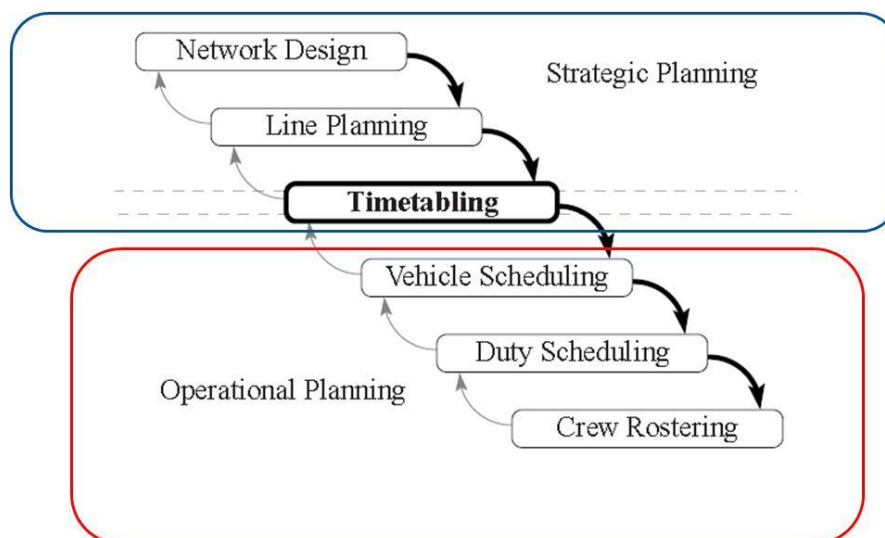 Network Design
Strategic Planning
Line Planning
Timetabling
Vehicle Scheduling
Duty Scheduling
Operational Planning
Crew Rostering